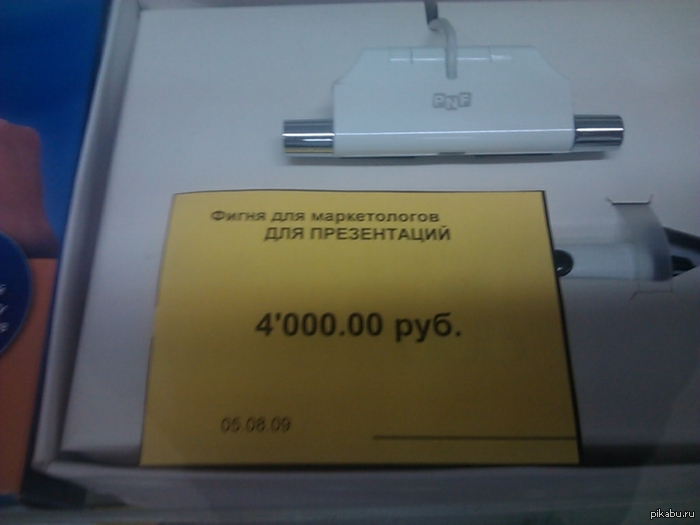 PNF
Фигня для маркетологов
ДЛЯ ПРЕЗЕНТАЦИЙ
4'000.00 руб.
05.08.09
pikabu.ru